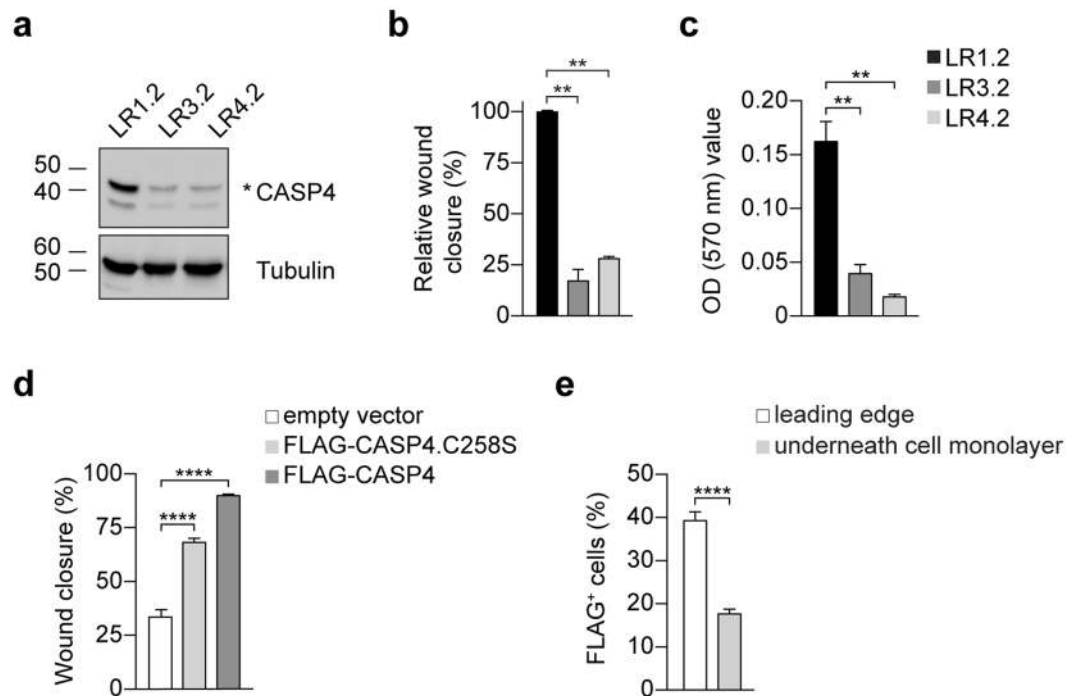 a
LR1.2
LR3.2
LR4.2
50
40
* CASP4
60
50
Tubulin
b
**
**
100
75
50
25
0
Relative wound
closure (%)
c
LR1.2
LR3.2
LR4.2
**
**
0.20
0.15
0.10
0.05
0
OD (570 nm) value
d
empty vector
FLAG-CASP4.C258S
FLAG-CASP4
****
****
100
75
50
25
0
Wound closure (%)
e
leading edge
underneath cell monolayer
****
50
40
30
20
10
0
FLAG⁺ cells (%)